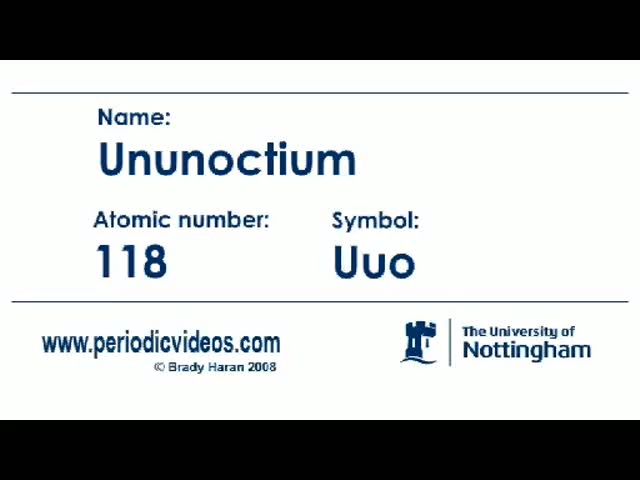 Name:
Ununoctium
Atomic number: Symbol:
118 Uuo
www.periodicvideos.com
© Brady Haran 2008
The University of
Nottingham